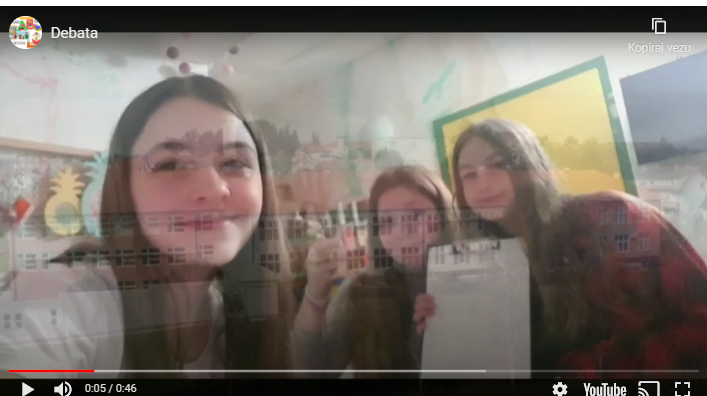 Debata
Kopiraj vezu
0:05 / 0:46
YouTube